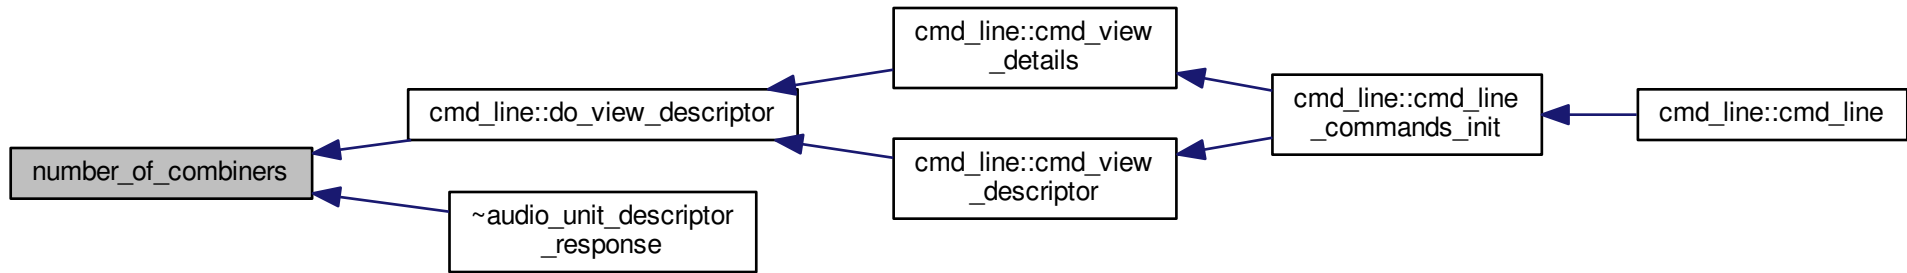 number_of_combiners
cmd_line::do_view_descriptor
~audio_unit_descriptor
_response
cmd_line::cmd_view
_details
cmd_line::cmd_view
_descriptor
cmd_line::cmd_line
_commands_init
cmd_line::cmd_line